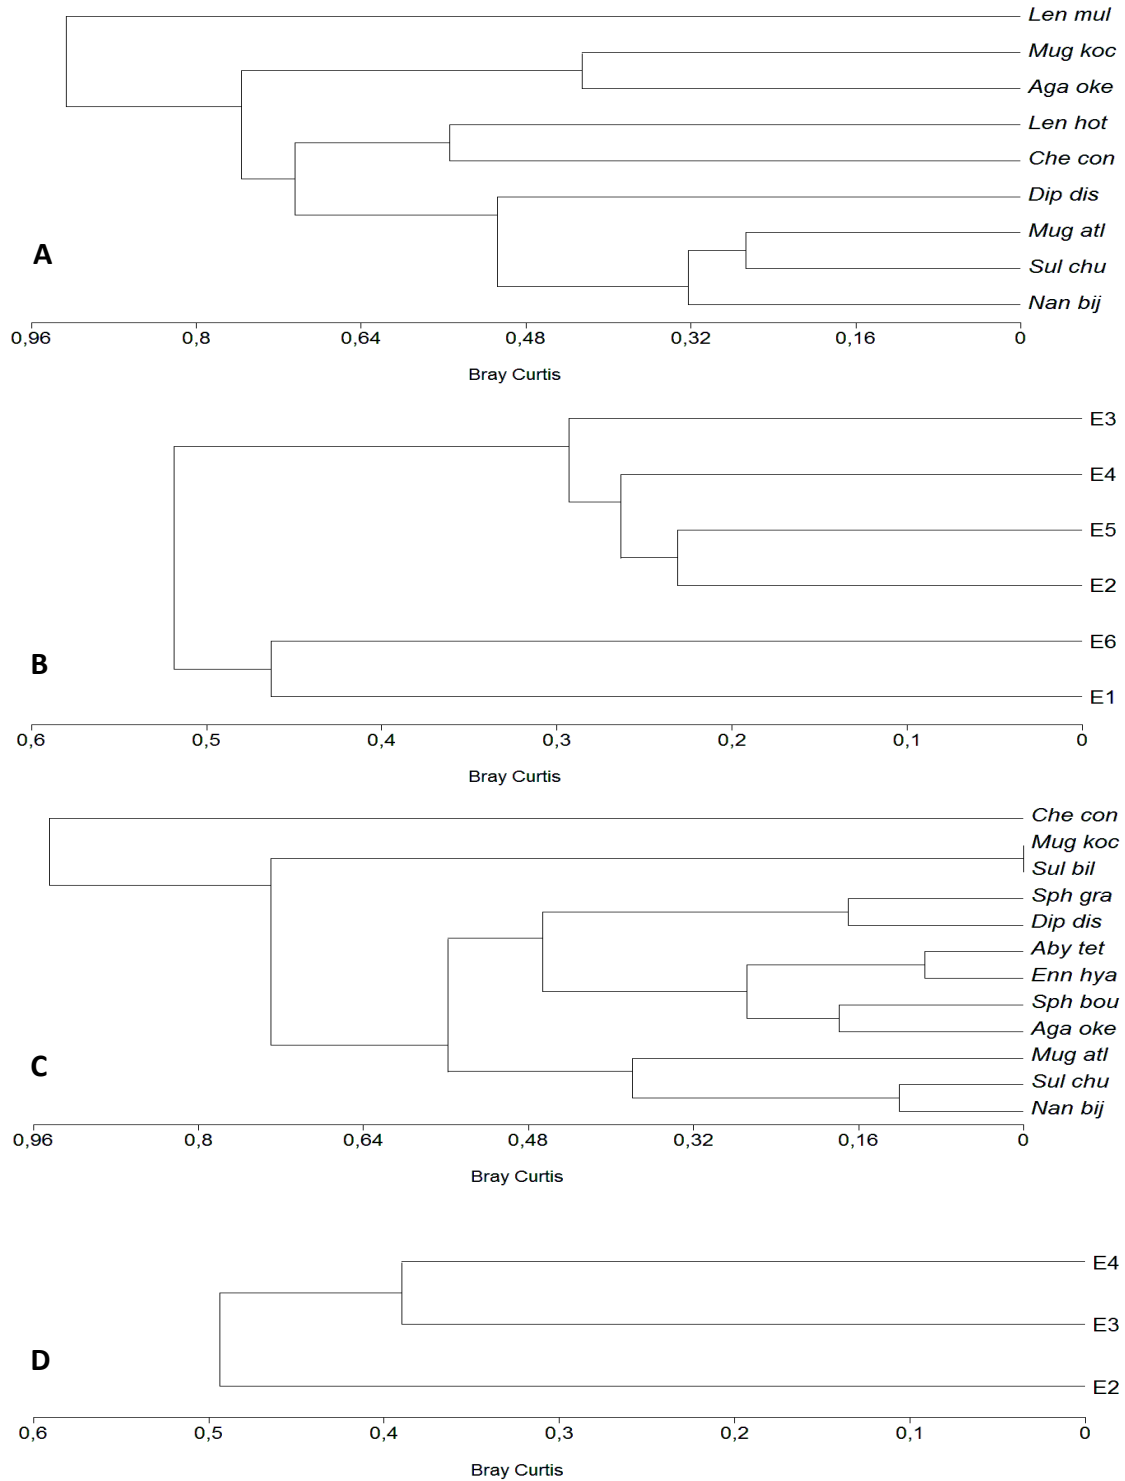 Len mul
Mug koc
Aga oke
Len hot
Che con
Dip dis
Mug atl
A
Sul chu
Nan bij
0,96 0,8 0,64 0,48 0,32 0,16 0
Bray Curtis
E3
E4
E5
E2
E6
B
E1
0,6 0,5 0,4 0,3 0,2 0,1 0
Bray Curtis
Che con
Mug koc
Sul bil
Sph gra
Dip dis
Aby tet
Enn hya
Sph bou
Aga oke
Mug atl
C
Sul chu
Nan bij
0,96 0,8 0,64 0,48 0,32 0,16 0
Bray Curtis
E4
E3
D
E2
0,6 0,5 0,4 0,3 0,2 0,1 0
Bray Curtis